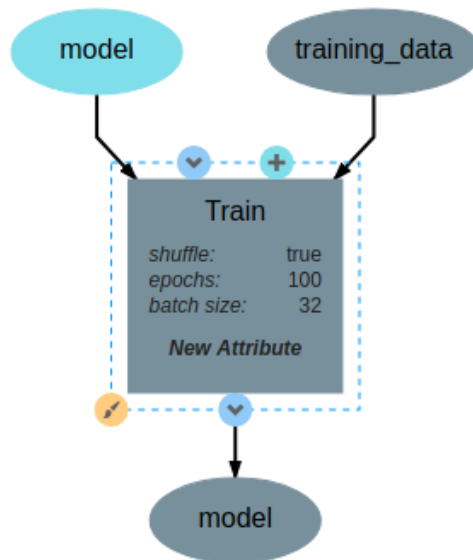 model
training_data
Train
shuffle: true
epochs: 100
batch size: 32
New Attribute
model